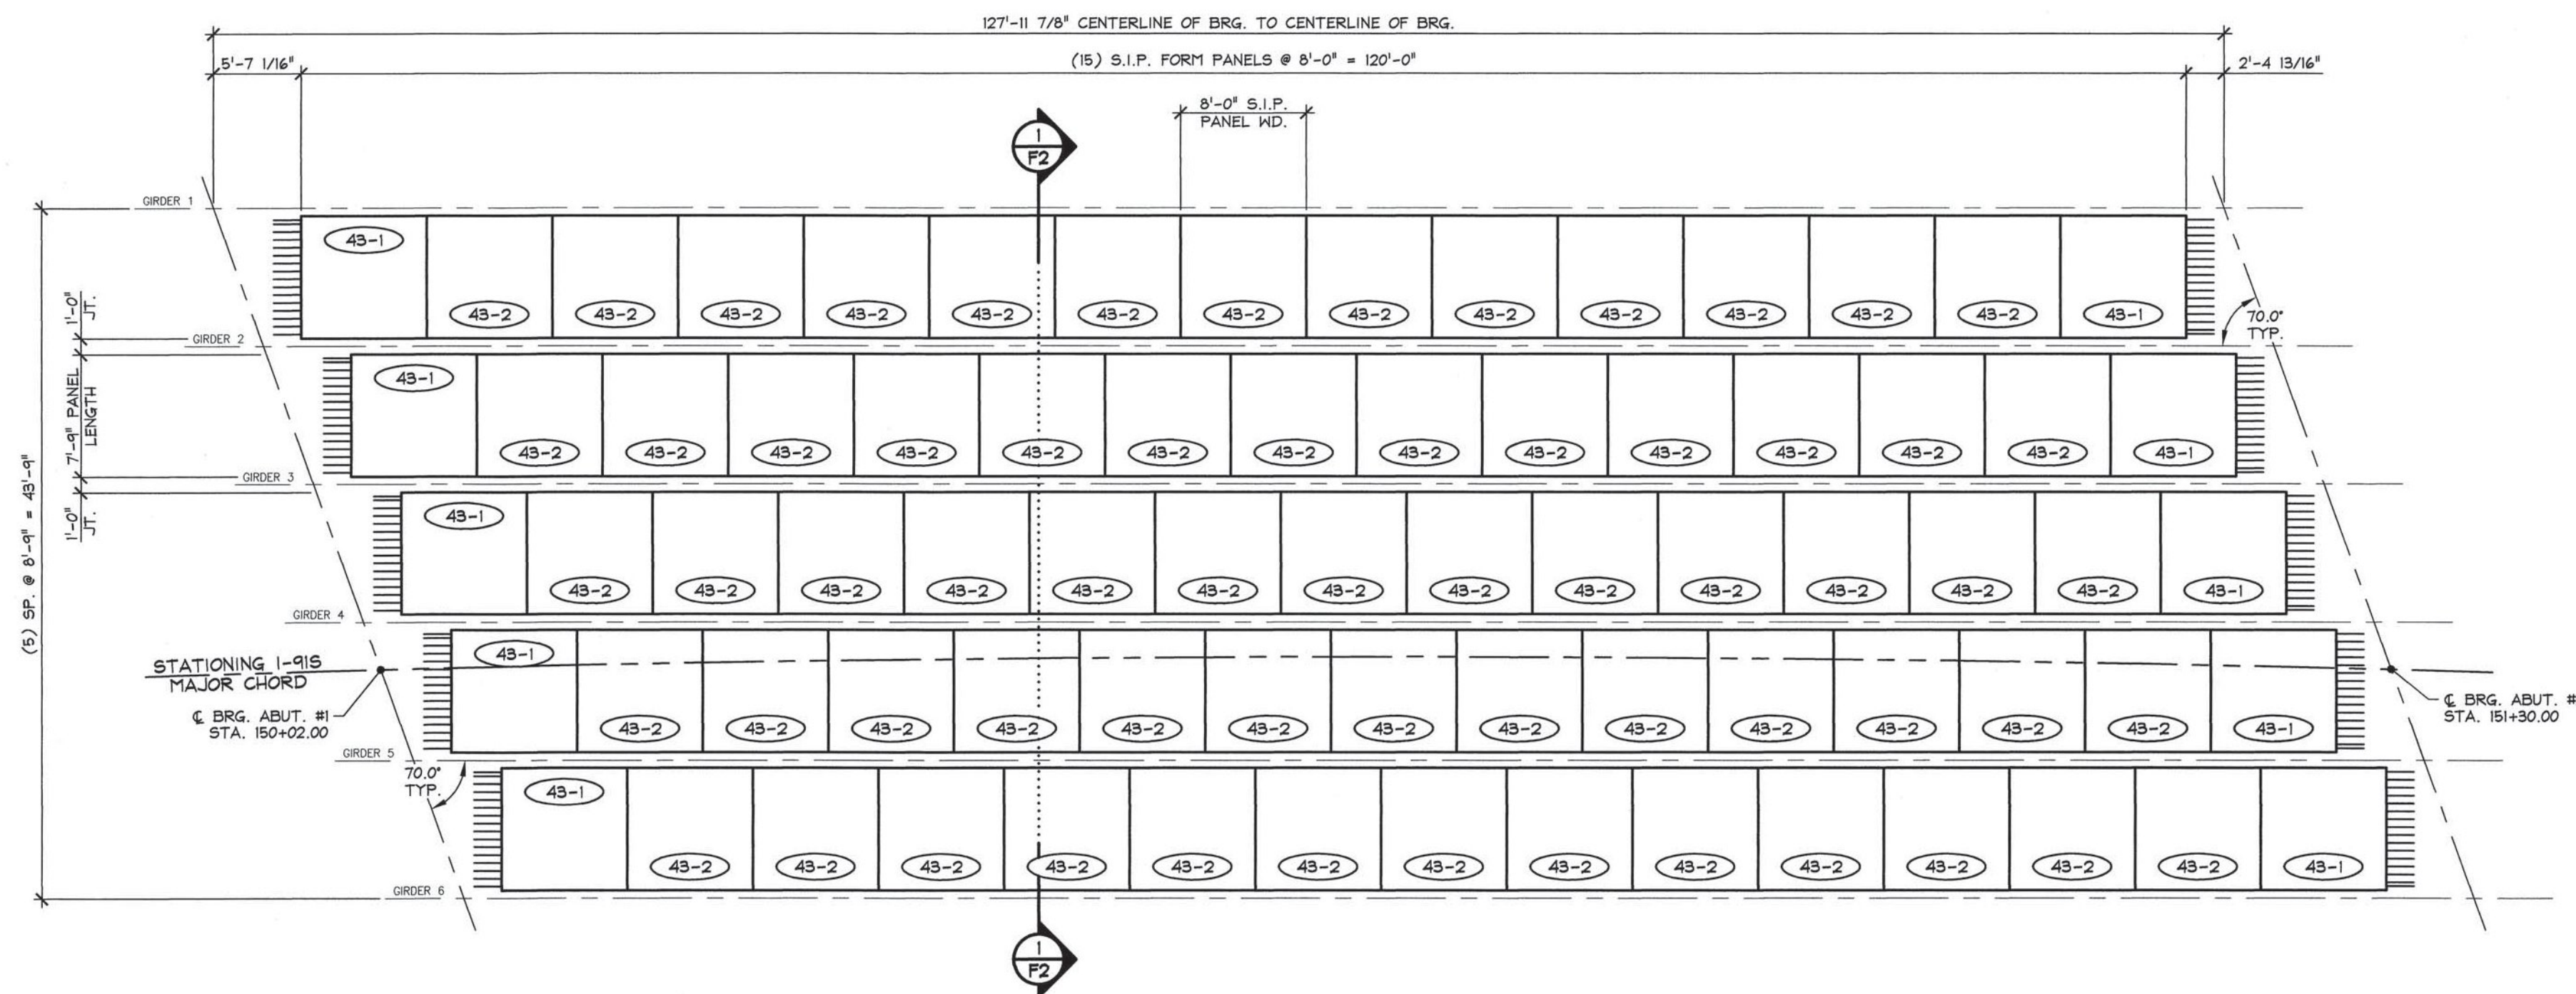 127'-11 7/8" CENTERLINE OF BRG. TO CENTERLINE OF BRG.
5'-7 1/16"
(15) S.I.P. FORM PANELS @ 8'-0" = 120'-0"
2'-4 13/16"
8'-0" S.I.P.
PANEL WD.
1
F2
GIRDER 1
43-1
43-2 43-2 43-2 43-2 43-2 43-2 43-2 43-2 43-2 43-2 43-2 43-2 43-2 43-1
70.0°
TYP.
1'-0"
JT.
GIRDER 2
43-1
43-2 43-2 43-2 43-2 43-2 43-2 43-2 43-2 43-2 43-2 43-2 43-2 43-2 43-1
7'-9" PANEL
LENGTH
(5) SP. @ 8'-9" = 43'-9"
GIRDER 3
1'-0"
JT.
43-1
43-2 43-2 43-2 43-2 43-2 43-2 43-2 43-2 43-2 43-2 43-2 43-2 43-2 43-1
GIRDER 4
43-1
STATIONING I-91S
MAJOR CHORD
℄ BRG. ABUT. #1
STA. 150+02.00
43-2 43-2 43-2 43-2 43-2 43-2 43-2 43-2 43-2 43-2 43-2 43-2 43-2 43-1
℄ BRG. ABUT. #
STA. 151+30.00
GIRDER 5
70.0°
TYP.
43-1
43-2 43-2 43-2 43-2 43-2 43-2 43-2 43-2 43-2 43-2 43-2 43-2 43-2 43-1
GIRDER 6
1
F2